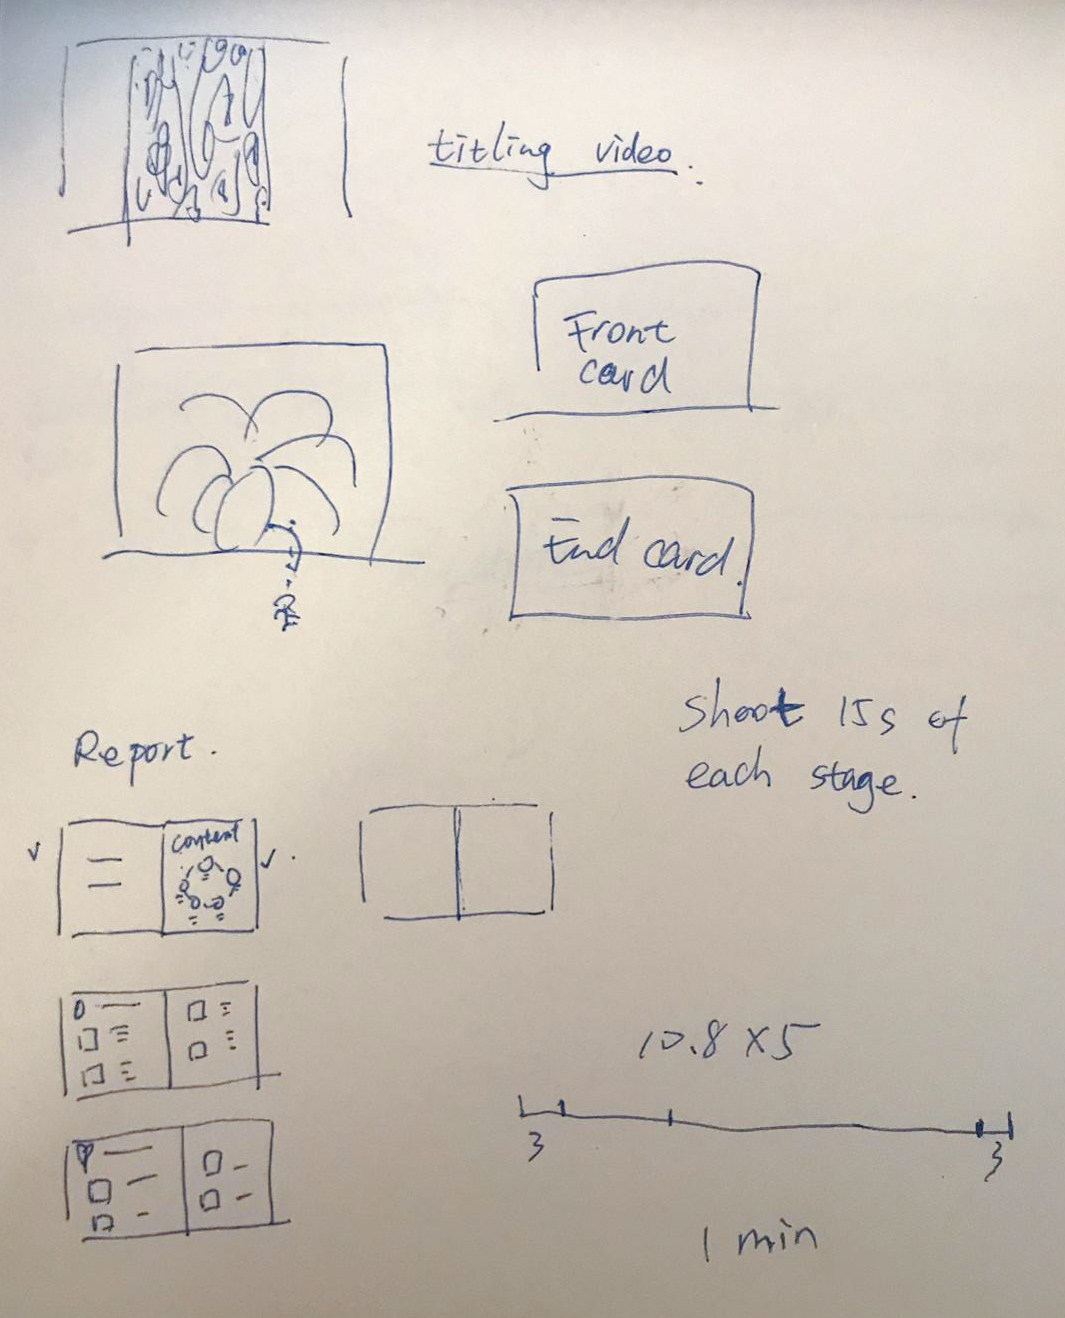 titling video.
Front
card
End card.
Shoot 15s of
each stage.
Report.
content
10.8 x 5
3
3
1 min